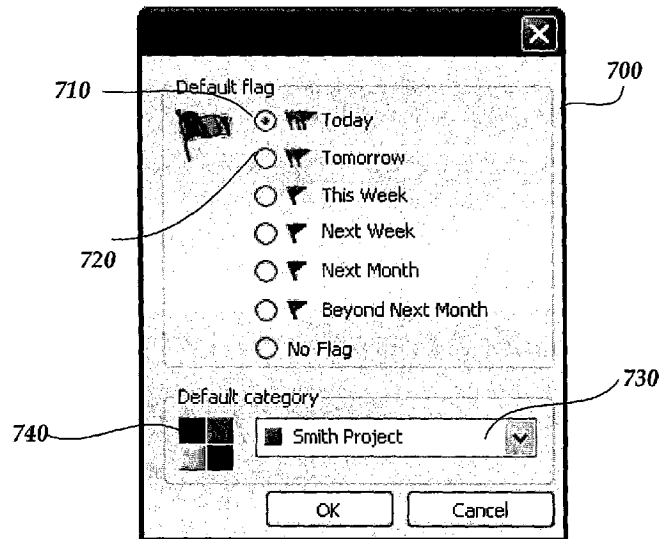 Default flag
710
700
Today
Tomorrow
This Week
Next Week
720
Next Month
Beyond Next Month
No Flag
Default category
730
740
Smith Project
OK
Cancel